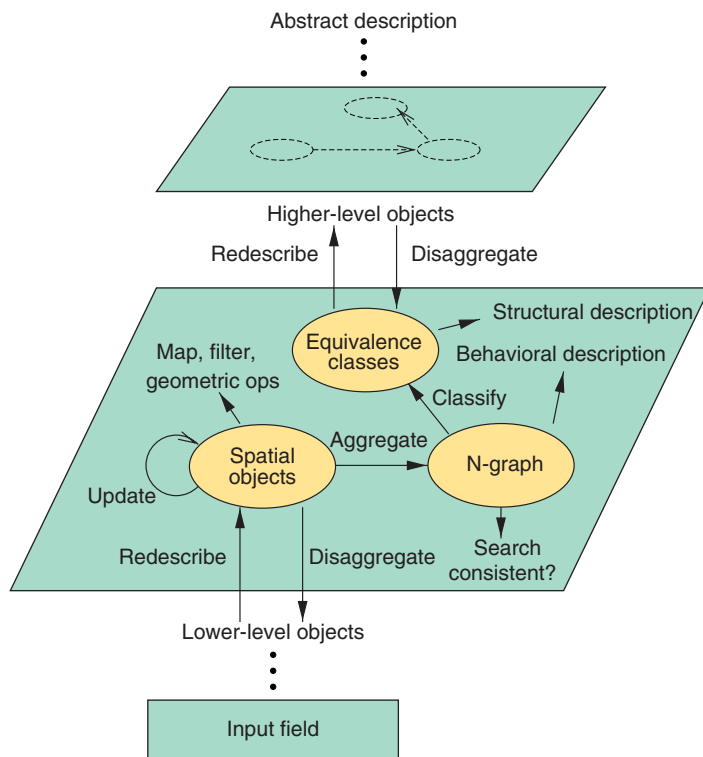 Abstract description
Higher-level objects
Redescribe
Disaggregate
Structural description
Equivalence
classes
Behavioral description
Map, filter,
geometric ops
Classify
Aggregate
Spatial
objects
N-graph
Update
Redescribe
Disaggregate
Search
consistent?
Lower-level objects
Input field